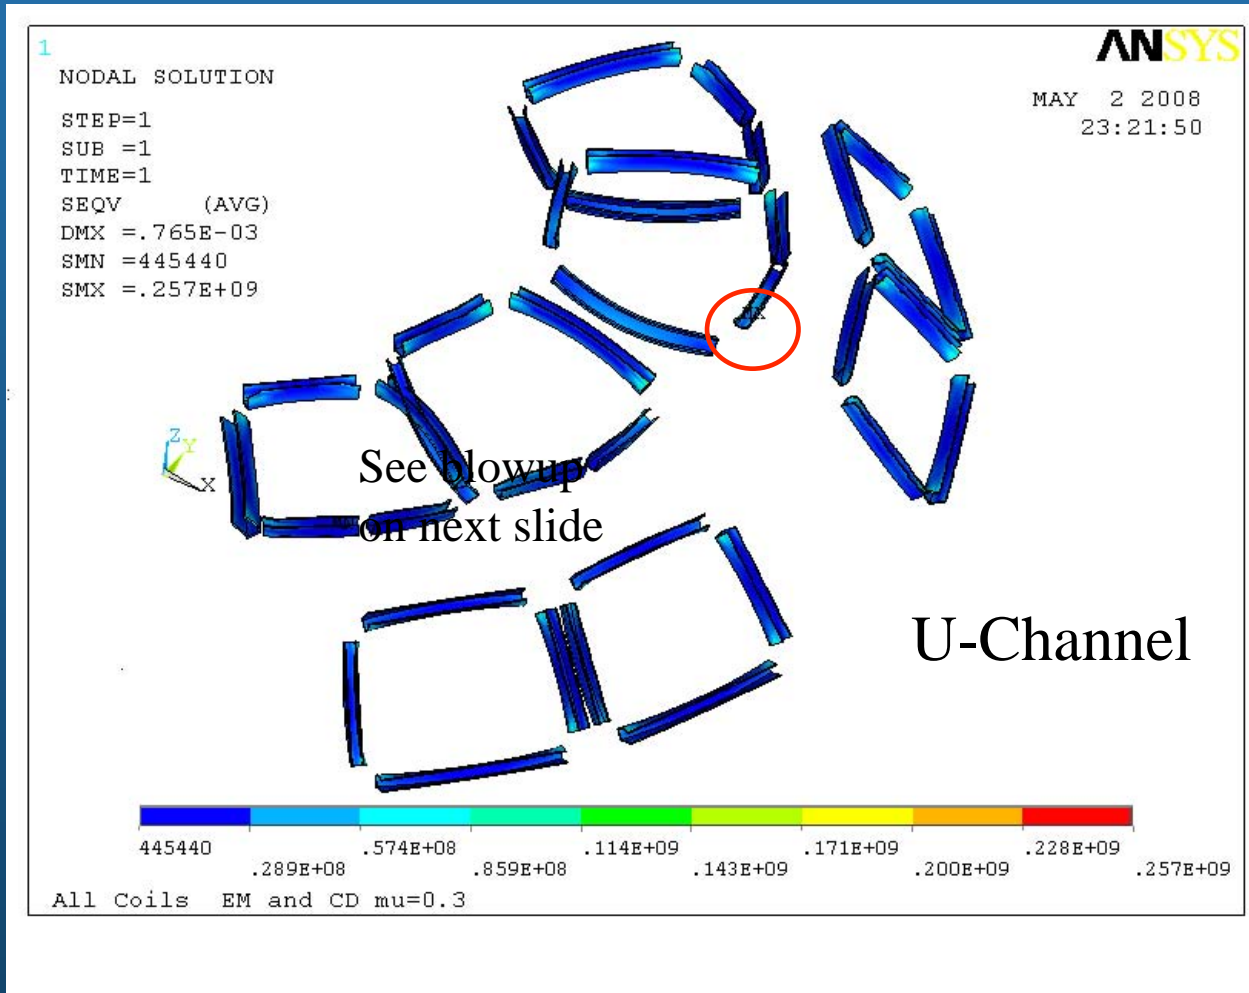 1
ANSYS
NODAL SOLUTION
MAY 2 2008
23:21:50
STEP=1
SUB =1
TIME=1
SEQV (AVG)
DMX =.765E-03
SMN =445440
SMX =.257E+09
MX
Z
Y
X
See blowup
on next slide
U-Channel
445440 .574E+08 .114E+09 .171E+09 .228E+09
.289E+08 .859E+08 .143E+09 .200E+09 .257E+09
All Coils EM and CD mu=0.3